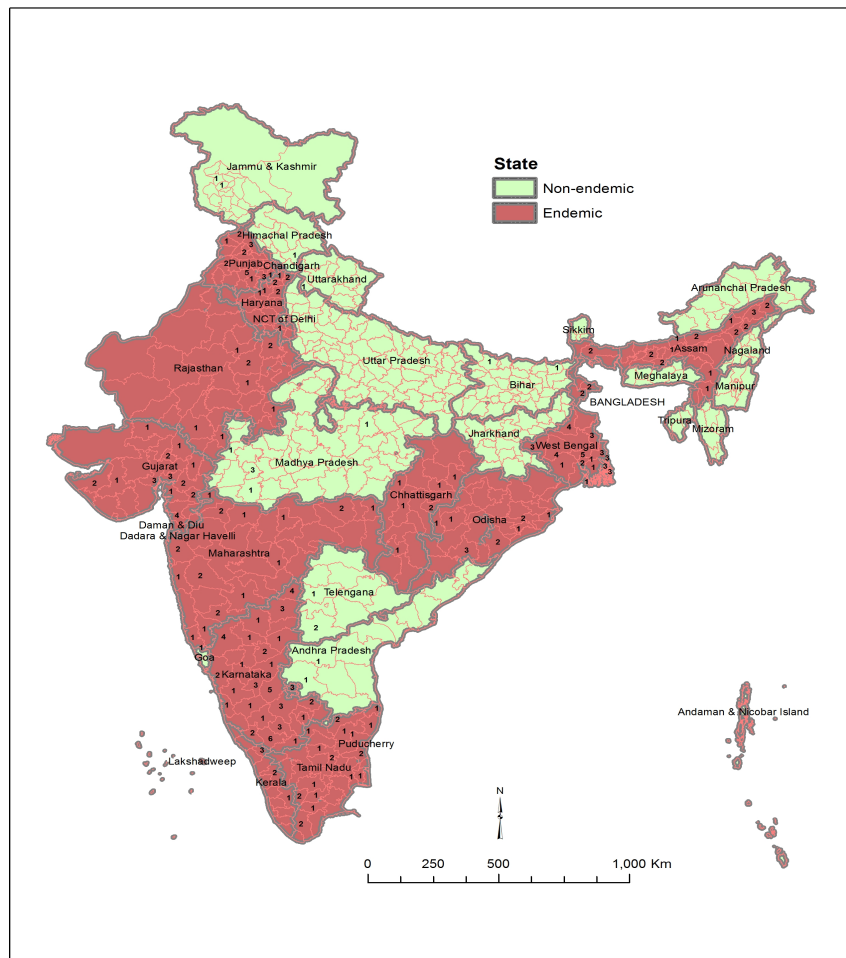 State
Non-endemic
Endemic
Jammu & Kashmir
Himachal Pradesh
Punjab
Chandigarh
Uttarakhand
Haryana
NCT of Delhi
Arunanchal Pradesh
Sikkim
Assam
Nagaland
Rajasthan
Uttar Pradesh
Bihar
Meghalaya
Manipur
BANGLADESH
Tripura
Mizoram
Jharkhand
West Bengal
Gujarat
Madhya Pradesh
Chhattisgarh
Odisha
Daman & Diu
Dadara & Nagar Havelli
Maharashtra
Telengana
Goa
Andhra Pradesh
Karnataka
Andaman & Nicobar Island
Puducherry
Lakshadweep
Tamil Nadu
Kerala
N
0 250 500 1,000 Km